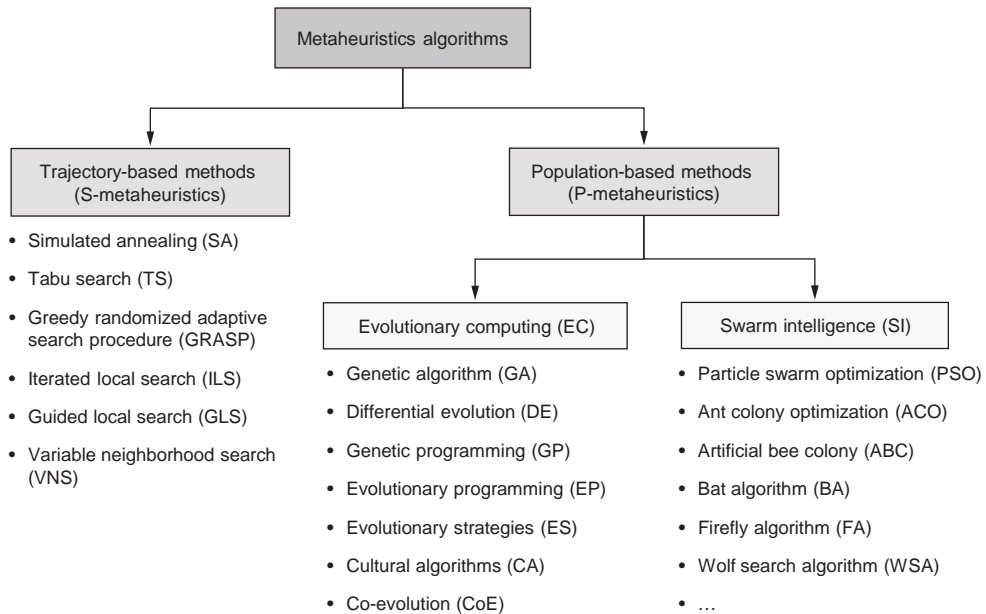 Metaheuristics algorithms
Trajectory-based methods
(S-metaheuristics)
• Simulated annealing (SA)
• Tabu search (TS)
• Greedy randomized adaptive
search procedure (GRASP)
• Iterated local search (ILS)
• Guided local search (GLS)
• Variable neighborhood search
(VNS)
Population-based methods
(P-metaheuristics)
Evolutionary computing (EC)
• Genetic algorithm (GA)
• Differential evolution (DE)
• Genetic programming (GP)
• Evolutionary programming (EP)
• Evolutionary strategies (ES)
• Cultural algorithms (CA)
• Co-evolution (CoE)
Swarm intelligence (SI)
• Particle swarm optimization (PSO)
• Ant colony optimization (ACO)
• Artificial bee colony (ABC)
• Bat algorithm (BA)
• Firefly algorithm (FA)
• Wolf search algorithm (WSA)
• ...